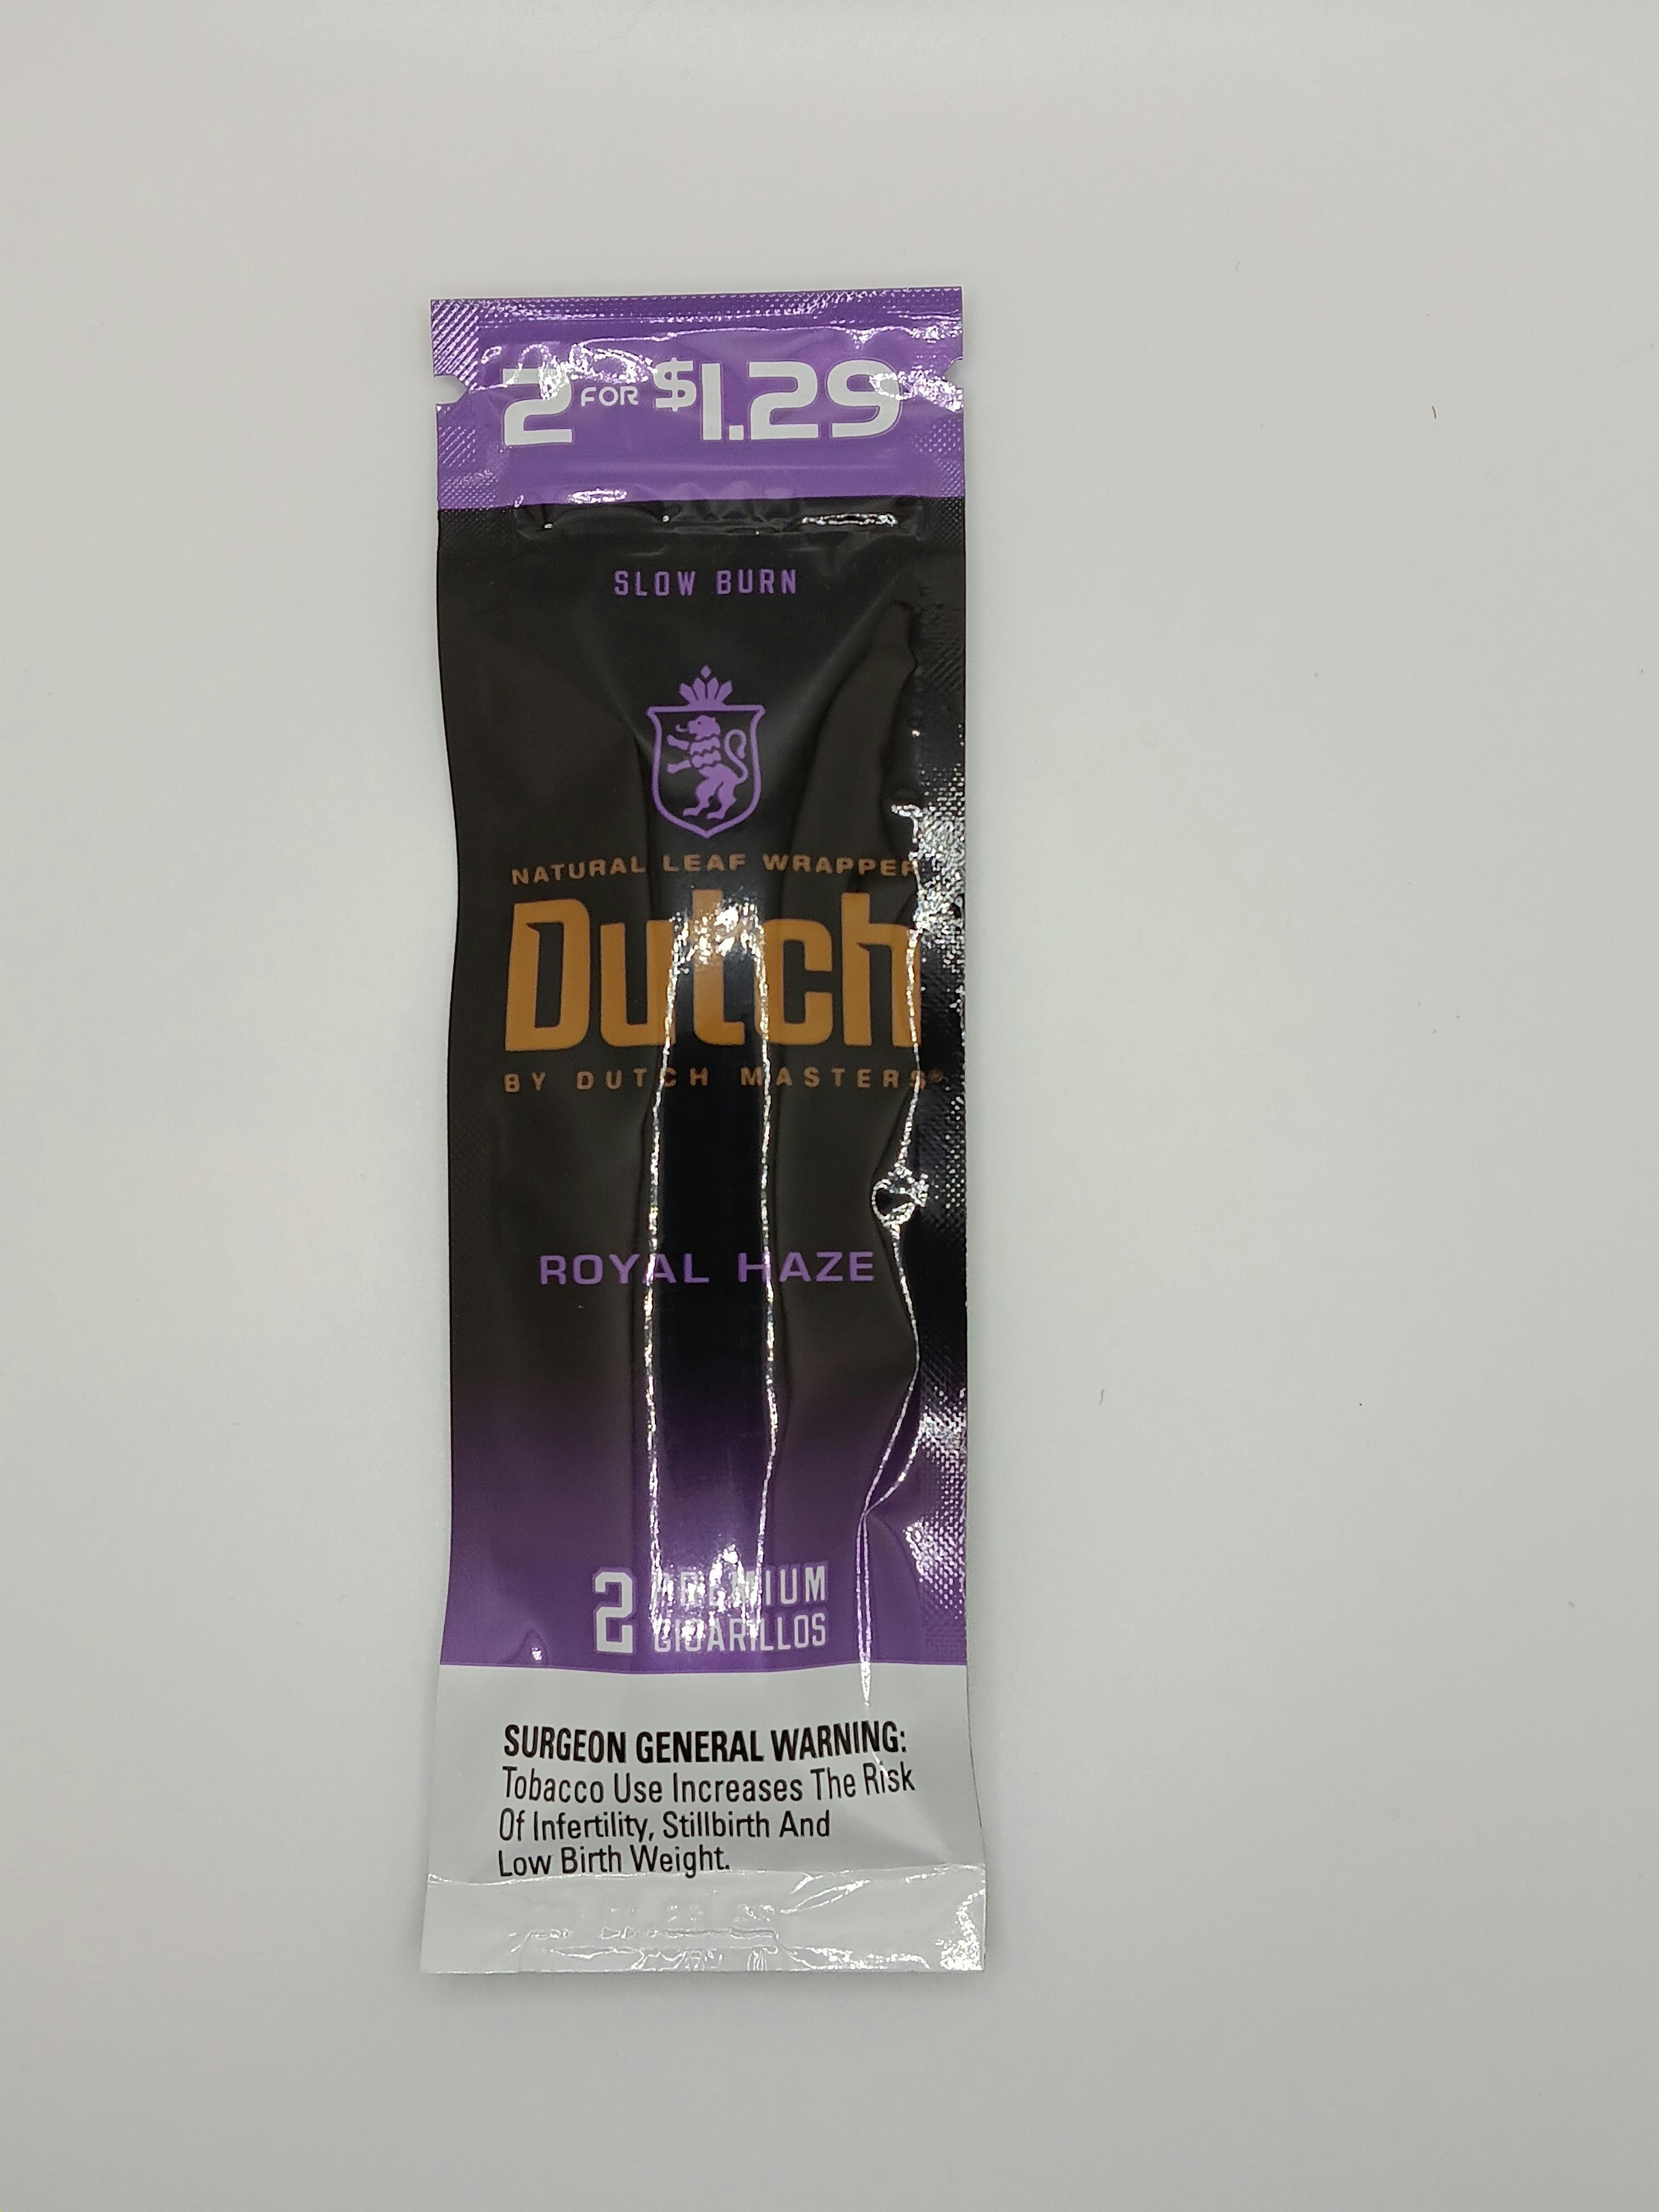 2 FOR $1.29
SLOW BURN
NATURAL LEAF WRAPPER
Dutch
BY DUTCH MASTERS®
ROYAL HAZE
2 PREMIUM
CIGARILLOS
SURGEON GENERAL WARNING:
Tobacco Use Increases The Risk
Of Infertility, Stillbirth And
Low Birth Weight.